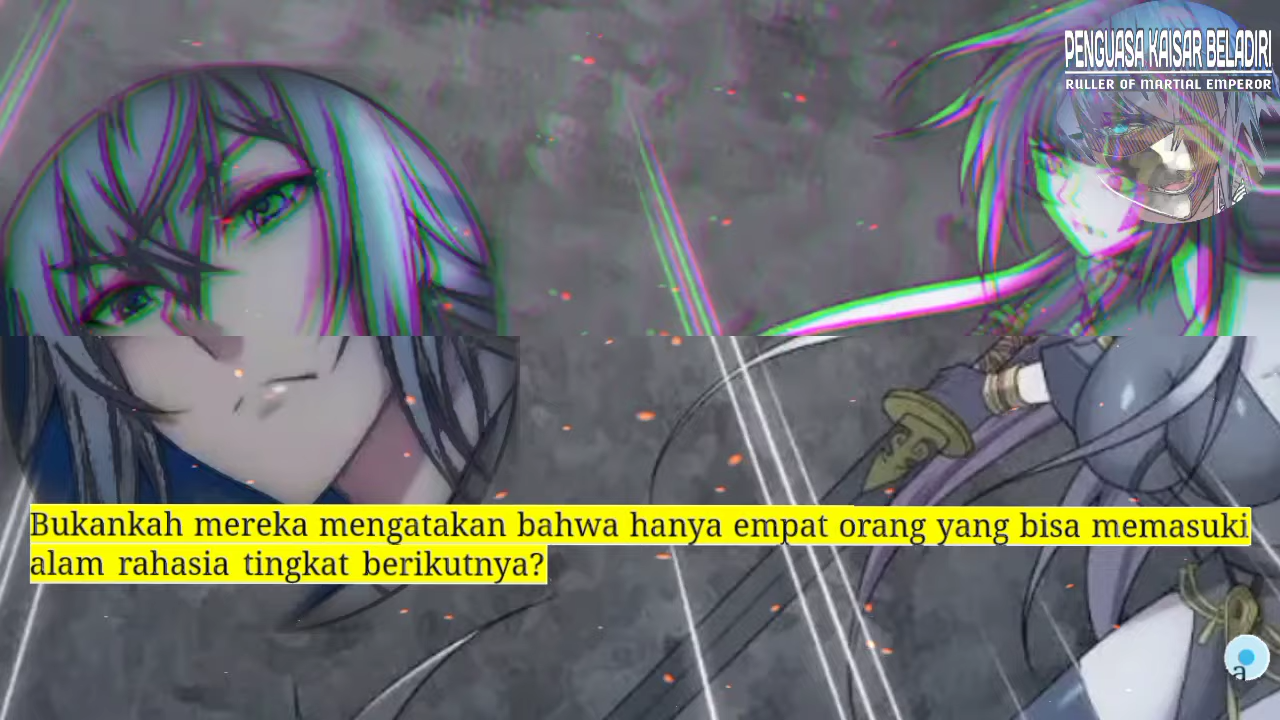 PENGUASA KAISAR BELADIRI
RULLER OF MARTIAL EMPEROR
Bukankah mereka mengatakan bahwa hanya empat orang yang bisa memasuki
alam rahasia tingkat berikutnya?
a